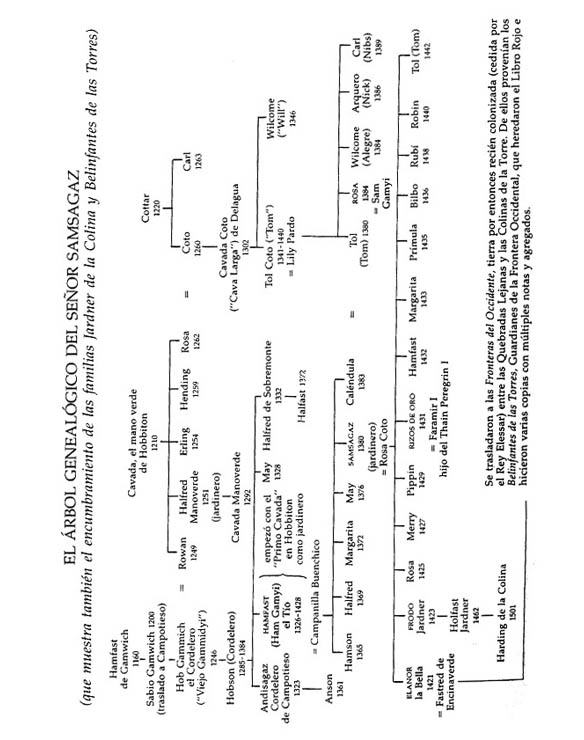 EL ÁRBOL GENEALÓGICO DEL SEÑOR SAMSAGAZ
(que muestra también el encumbramiento de las familias Jardner de la Colina y Belinfantes de las Torres)
Hamfast
de Gamwich
1160
Sabio Gamwich 1200
(traslado a Campotieso)
Hob Gammich
el Cordelero
("Viejo Gammidyi")
1246
=
Hobson (Cordelero)
1285-1384
Cavada, el mano verde
de Hobbiton
1210
Rowan
1249
Halfred
Manoverde
1251
(jardinero)
Erling
1254
Hending
1259
Rosa
1262
=
Cavada Manoverde
1292
Cottar
1220
Coto
1260
Carl
1263
Cavada Coto
("Cava Larga") de Delagua
1302
Andisagaz
Cordelero
de Campotieso
1323
HAMFAST
(Ham Gamyi)
el Tío
1326-1428
= Campanilla Buenchico
empezó con el
"Primo Cavada"
en Hobbiton
como jardinero
May
1328
Halfred de Sobremonte
1332
Halfast 1372
Tol Coto ("Tom")
1341-1440
= Lily Pardo
Wilcome
("Will")
1346
Anson
1361
Hamson
1365
Halfred
1369
Margarita
1372
May
1376
SAMSAGAZ
1380
(jardinero)
= Rosa Coto
Caléndula
1383
=
Tol
(Tom) 1380
ROSA
1384
= Sam
Gamyi
Wilcome
(Alegre)
1384
Arquero
(Nick)
1386
Carl
(Nibs)
1389
ELANOR
la Bella
1421
= Fastred de
Encinaverde
FRODO
Jardner
1423
Holfast
Jardner
1462
Harding de la Colina
1501
Rosa
1425
Merry
1427
Pippin
1429
RIZOS DE ORO
1431
= Faramir I
hijo del Thain Peregrin I
Hamfast
1432
Margarita
1433
Prímula
1435
Bilbo
1436
Rubí
1438
Robin
1440
Tol (Tom)
1442
Se trasladaron a las Fronteras del Occidente, tierra por entonces recién colonizada (cedida por
el Rey Elessar) entre las Quebradas Lejanas y las Colinas de la Torre. De ellos provenían los
Belinfantes de las Torres, Guardianes de la Frontera Occidental, que heredaron el Libro Rojo e
hicieron varias copias con múltiples notas y agregados.